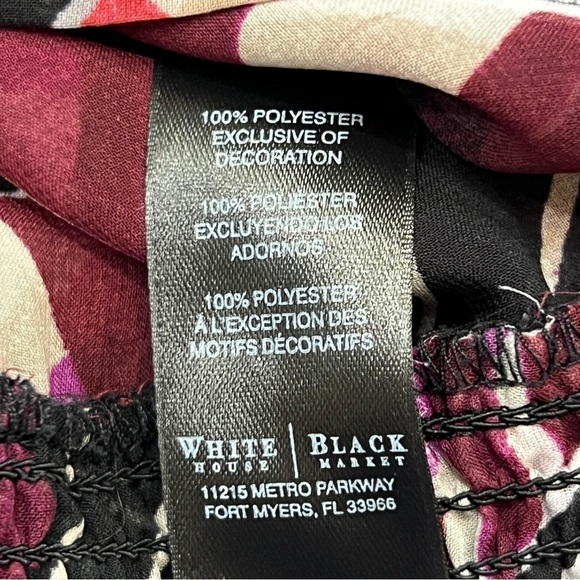 100% POLYESTER
EXCLUSIVE OF
DECORATION
100% POLIESTER
EXCLUYENDO LOS
ADORNOS
100% POLYESTER
À L'EXCEPTION DES
MOTIFS DÉCORATIFS
WHITE | BLACK
HOUSE MARKET
11215 METRO PARKWAY
FORT MYERS, FL 33966